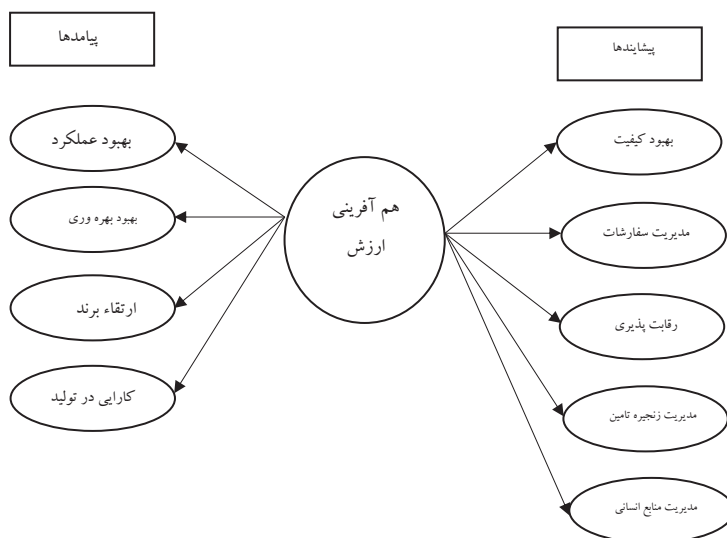 پیشایندها
پیامدها
بهبود کیفیت
مدیریت سفارشات
رقابت پذیری
مدیریت زنجیره تامین
مدیریت منابع انسانی
هم آفرینی
ارزش
بهبود عملکرد
بهبود بهره وری
ارتقاء برند
کارایی در تولید